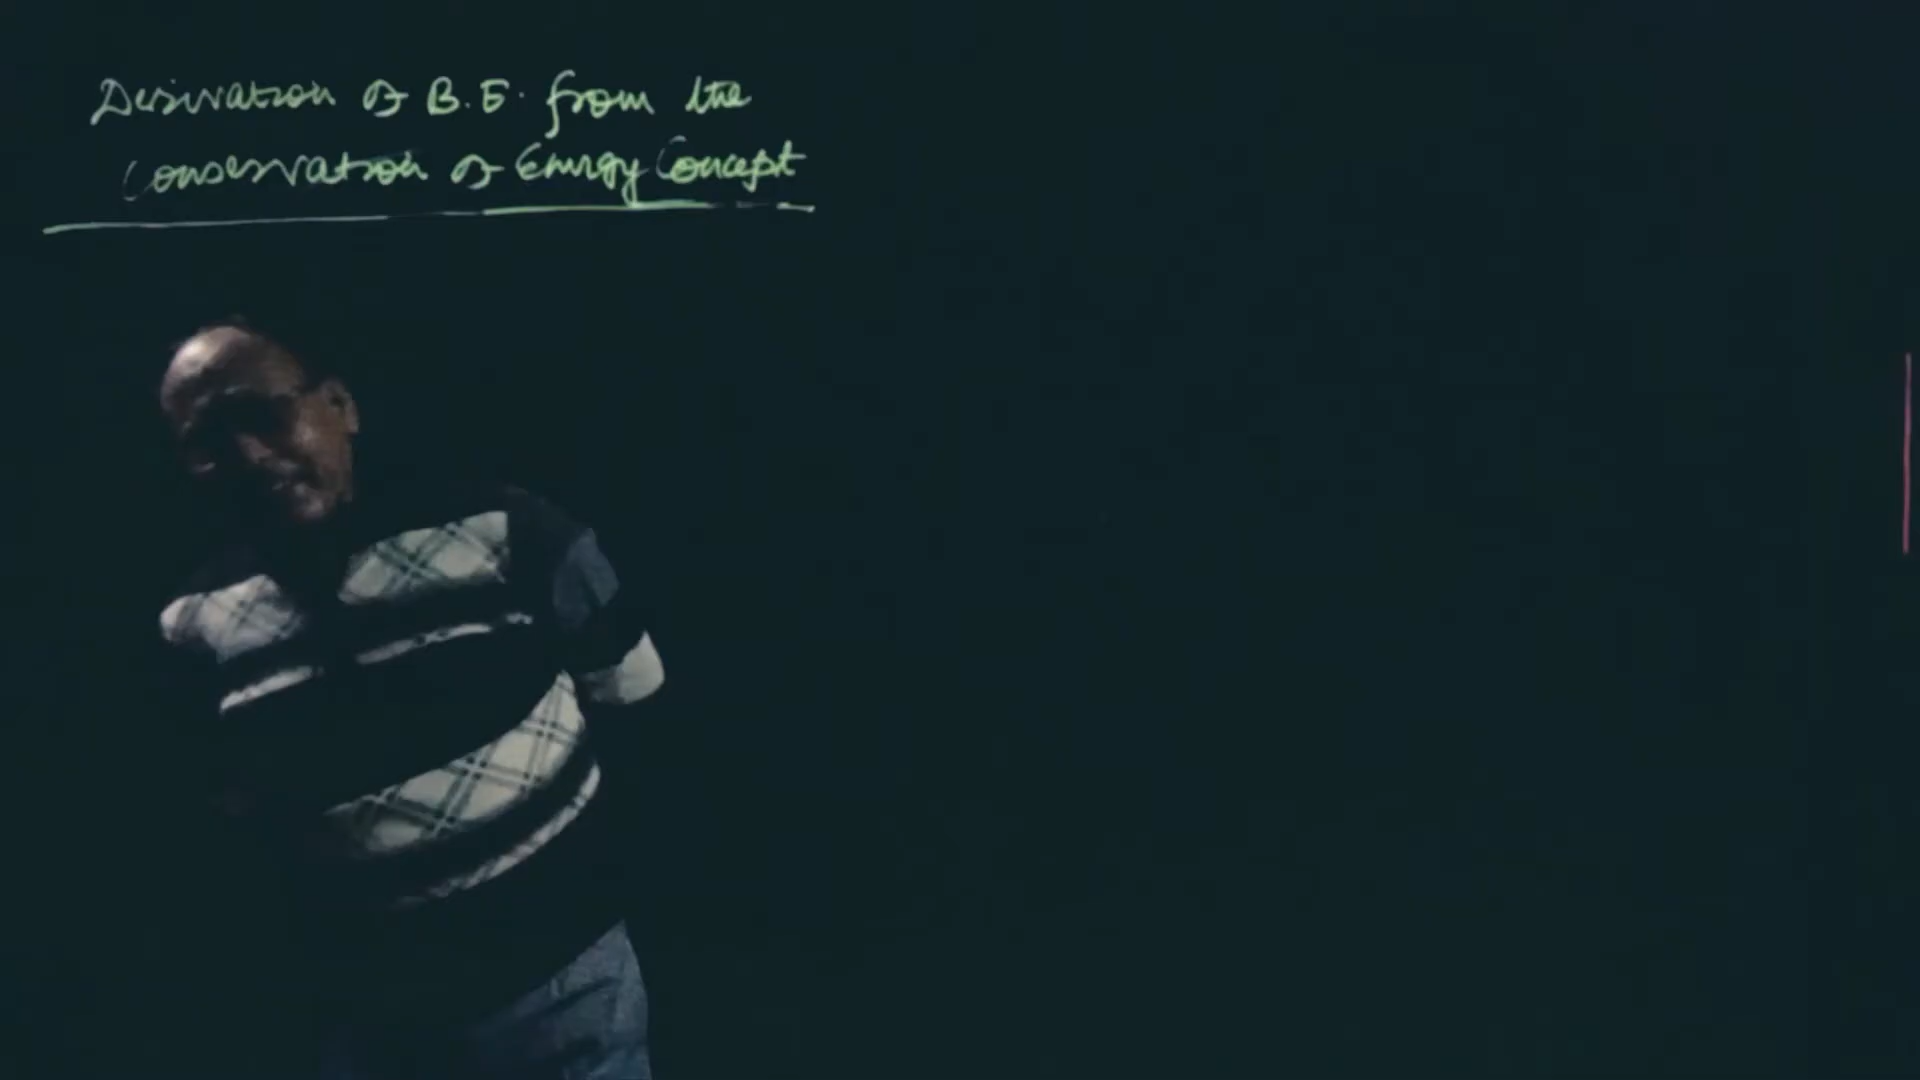 Derivation of B.E. from the
Conservation of Energy Concept